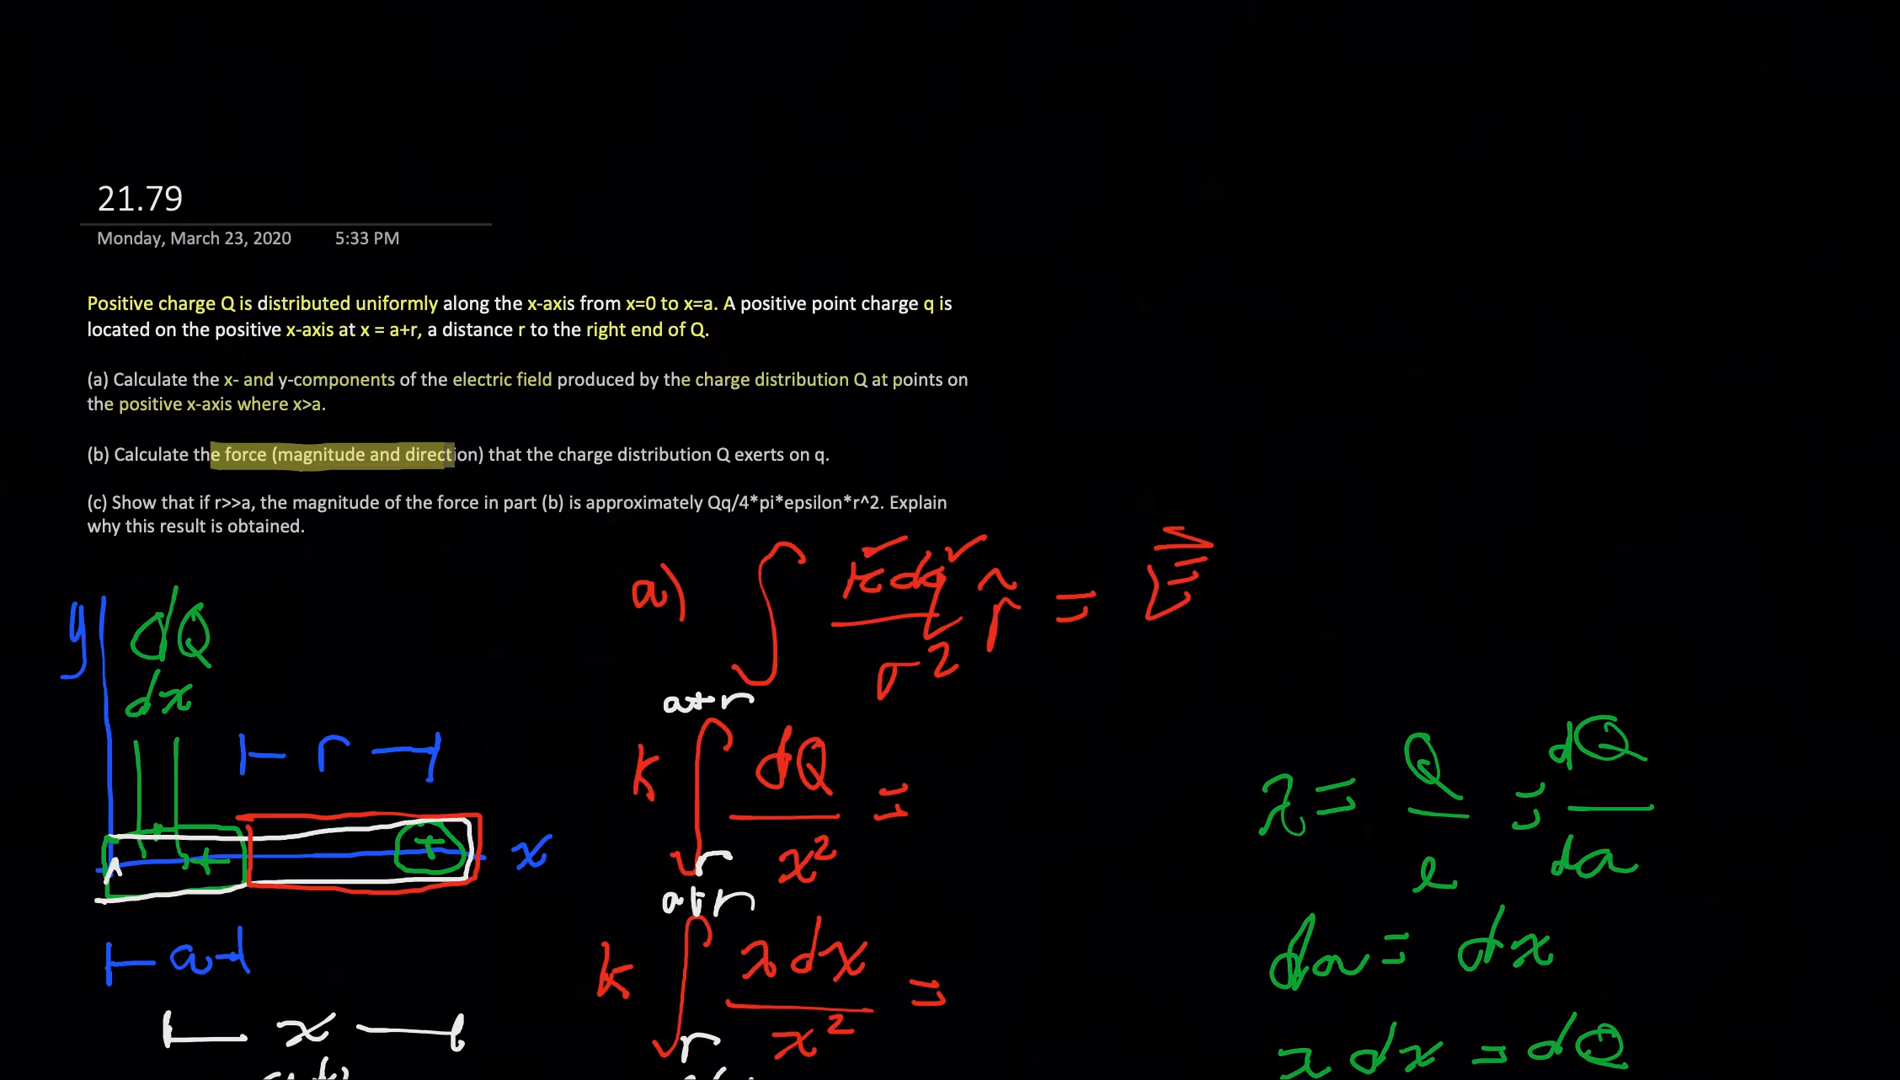 21.79
Monday, March 23, 2020 5:33 PM
Positive charge Q is distributed uniformly along the x-axis from x=0 to x=a. A positive point charge q is
located on the positive x-axis at x = a+r, a distance r to the right end of Q.
(a) Calculate the x- and y-components of the electric field produced by the charge distribution Q at points on
the positive x-axis where x>a.
(b) Calculate the force (magnitude and direction) that the charge distribution Q exerts on q.
(c) Show that if r>>a, the magnitude of the force in part (b) is approximately Qq/4*pi*epsilon*r^2. Explain
why this result is obtained.
a) ∫ k dq / r² r̂ = E⃗
y
dQ
dx
r
+ +
x
a
x
k ∫ dQ / x² =
a+r
r
k ∫ λ dx / x² =
a+r
r
λ = Q / l = dQ / da
da = dx
λ dx = dQ